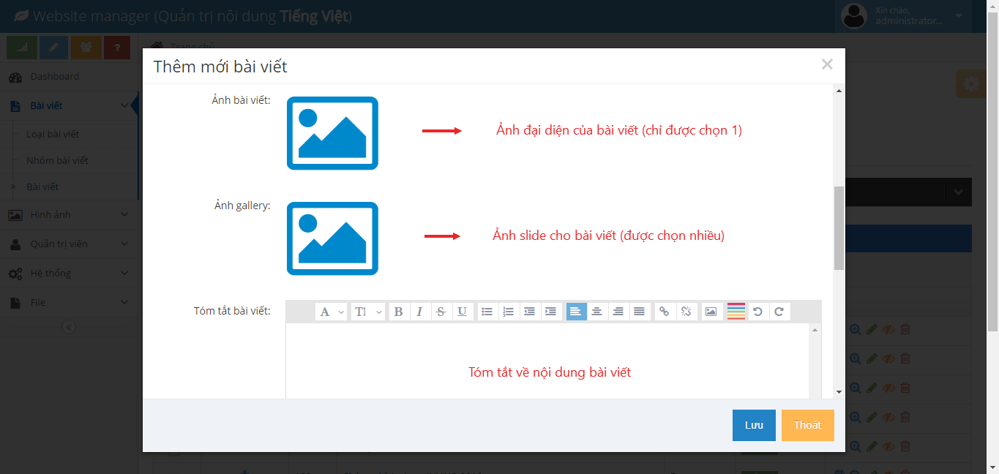 Website manager (Quản trị nội dung Tiếng Việt)
Xin chào,
administrator...
Trang chủ
Dashboard
Bài viết
Loại bài viết
Nhóm bài viết
Bài viết
Hình ảnh
Quản trị viên
Hệ thống
File
Thêm mới bài viết
Ảnh bài viết:
Ảnh đại diện của bài viết (chỉ được chọn 1)
Ảnh gallery:
Ảnh slide cho bài viết (được chọn nhiều)
Tóm tắt bài viết:
Tóm tắt về nội dung bài viết
Lưu
Thoát